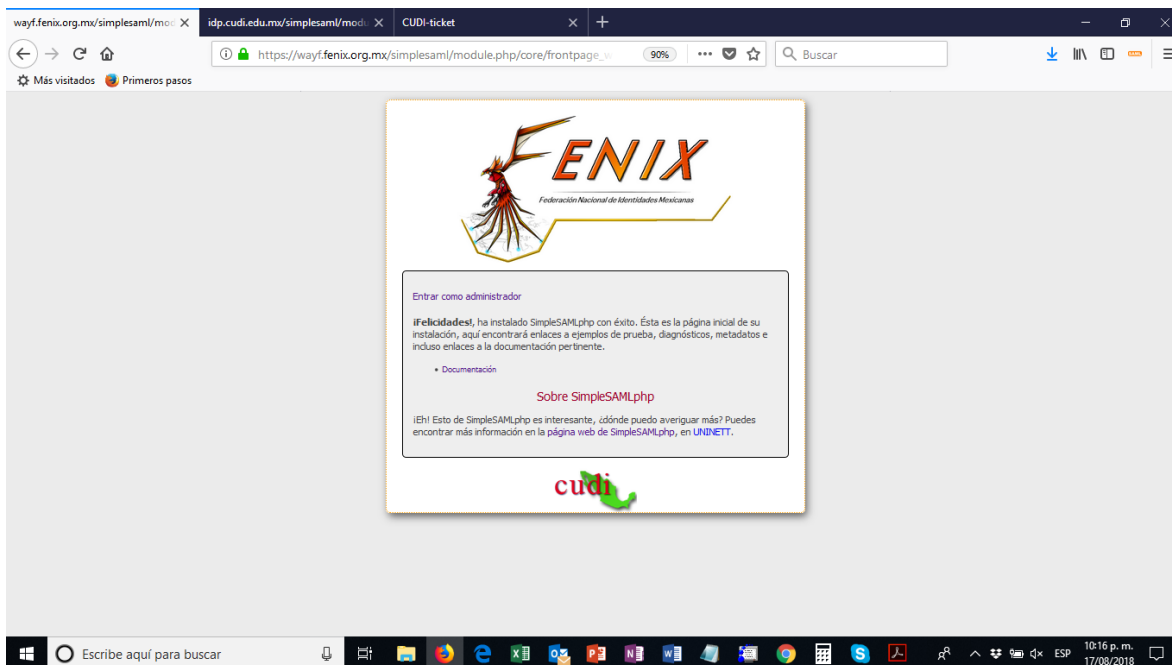 wayf.fenix.org.mx/simplesaml/mod
idp.cudi.edu.mx/simplesaml/modu
CUDI-ticket
https://wayf.fenix.org.mx/simplesaml/module.php/core/frontpage_w
90%
Buscar
Más visitados
Primeros pasos
FENIX
Federación Nacional de Identidades Mexicanas
Entrar como administrador
¡Felicidades!, ha instalado SimpleSAMLphp con éxito. Ésta es la página inicial de su
instalación, aquí encontrará enlaces a ejemplos de prueba, diagnósticos, metadatos e
incluso enlaces a la documentación pertinente.
• Documentación
Sobre SimpleSAMLphp
¡Eh! Esto de SimpleSAMLphp es interesante, ¿dónde puedo averiguar más? Puedes
encontrar más información en la página web de SimpleSAMLphp, en UNINETT.
cudi
Escribe aquí para buscar
ESP
10:16 p. m.
17/08/2018